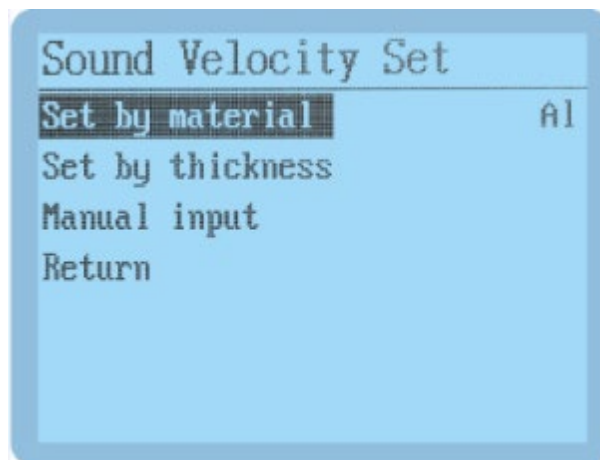 Sound Velocity Set
Set by material Al
Set by thickness
Manual input
Return